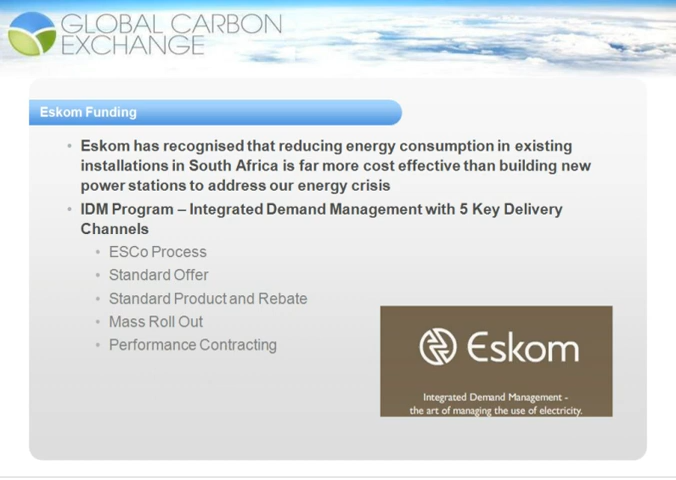 GLOBAL CARBON
EXCHANGE
Eskom Funding
• Eskom has recognised that reducing energy consumption in existing
installations in South Africa is far more cost effective than building new
power stations to address our energy crisis
• IDM Program – Integrated Demand Management with 5 Key Delivery
Channels
• ESCo Process
• Standard Offer
• Standard Product and Rebate
• Mass Roll Out
• Performance Contracting
Eskom
Integrated Demand Management -
the art of managing the use of electricity.